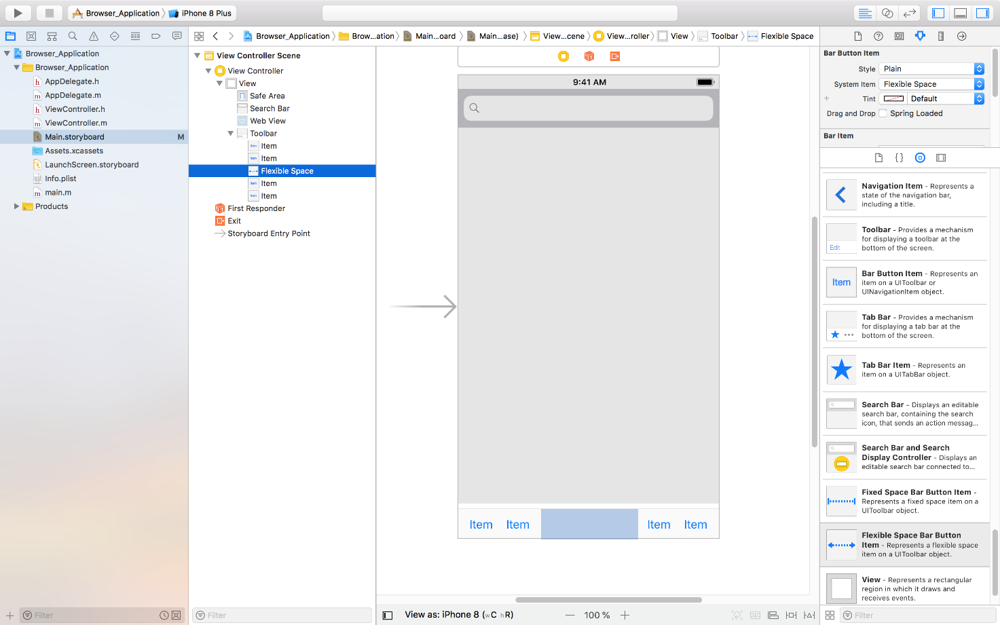 Browser_Application
iPhone 8 Plus
Browser_Application
Brow...ation
Main...oard
Main...ase)
View...cene
View...roller
View
Toolbar
Flexible Space
Browser_Application
Browser_Application
AppDelegate.h
AppDelegate.m
ViewController.h
ViewController.m
Main.storyboard
M
Assets.xcassets
LaunchScreen.storyboard
Info.plist
main.m
Products
Filter
View Controller Scene
View Controller
View
Safe Area
Search Bar
Web View
Toolbar
Item
Item
Flexible Space
Item
Item
First Responder
Exit
Storyboard Entry Point
Filter
9:41 AM
Item
Item
Item
Item
View as: iPhone 8 (wC hR)
100 %
Bar Button Item
Style
Plain
System Item
Flexible Space
Tint
Default
Drag and Drop
Spring Loaded
Bar Item
Navigation Item - Represents a
state of the navigation bar,
including a title.
Edit
Toolbar - Provides a mechanism
for displaying a toolbar at the
bottom of the screen.
Item
Bar Button Item - Represents an
item on a UIToolbar or
UINavigationItem object.
Tab Bar - Provides a mechanism
for displaying a tab bar at the
bottom of the screen.
Tab Bar Item - Represents an
item on a UITabBar object.
Search Bar - Displays an editable
search bar, containing the search
icon, that sends an action messag...
Search Bar and Search
Display Controller - Displays an
editable search bar connected to...
Fixed Space Bar Button Item -
Represents a fixed space item on a
UIToolbar object.
Flexible Space Bar Button
Item - Represents a flexible space
item on a UIToolbar object.
View - Represents a rectangular
region in which it draws and
receives events.
Filter